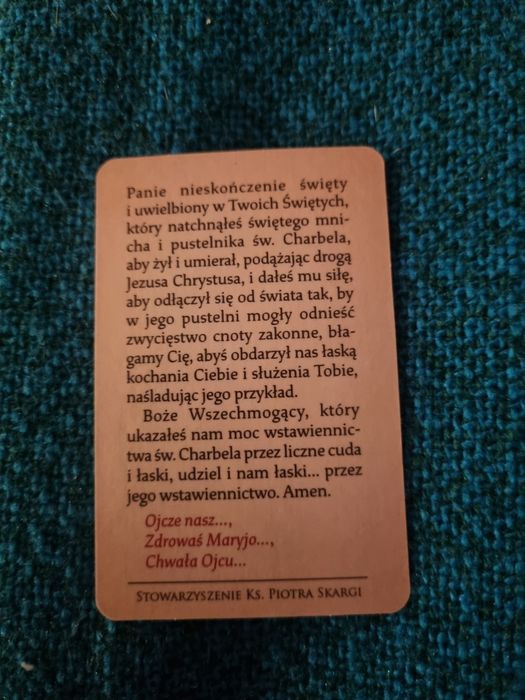 Panie nieskończenie święty
i uwielbiony w Twoich Świętych,
który natchnąłeś świętego mni-
cha i pustelnika św. Charbela,
aby żył i umierał, podążając drogą
Jezusa Chrystusa, i dałeś mu siłę,
aby odłączył się od świata tak, by
w jego pustelni mogły odnieść
zwycięstwo cnoty zakonne, bła-
gamy Cię, abyś obdarzył nas łaską
kochania Ciebie i służenia Tobie,
naśladując jego przykład.
Boże Wszechmogący, który
ukazałeś nam moc wstawiennic-
twa św. Charbela przez liczne cuda
i łaski, udziel i nam łaski... przez
jego wstawiennictwo. Amen.
Ojcze nasz...,
Zdrowaś Maryjo...,
Chwała Ojcu...
Stowarzyszenie Ks. Piotra Skargi